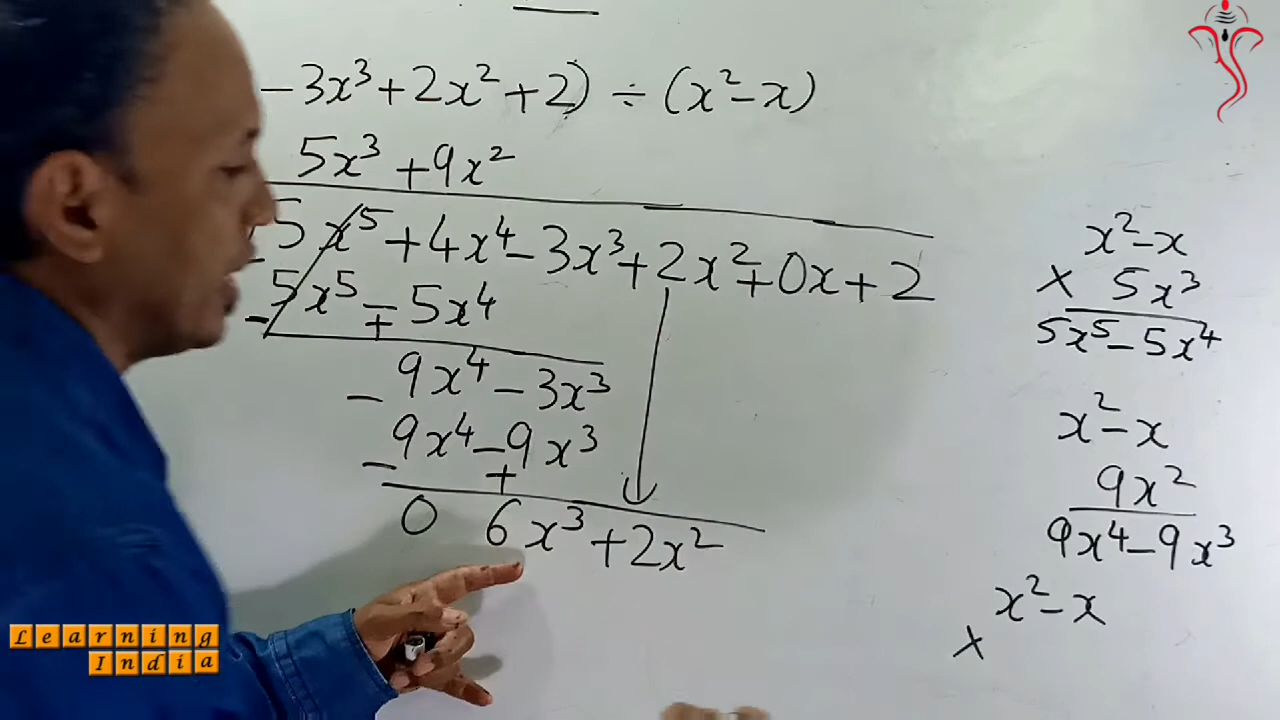 -3x³+2x²+2) ÷ (x²-x)
5x³ +9x²
5x⁵+4x⁴-3x³+2x²+0x+2
5x⁵-5x⁴
- +
9x⁴-3x³
-
9x⁴-9x³
- +
0 6x³+2x²
x²-x
× 5x³
5x⁵-5x⁴
x²-x
9x²
9x⁴-9x³
x²-x
×
Learning
India